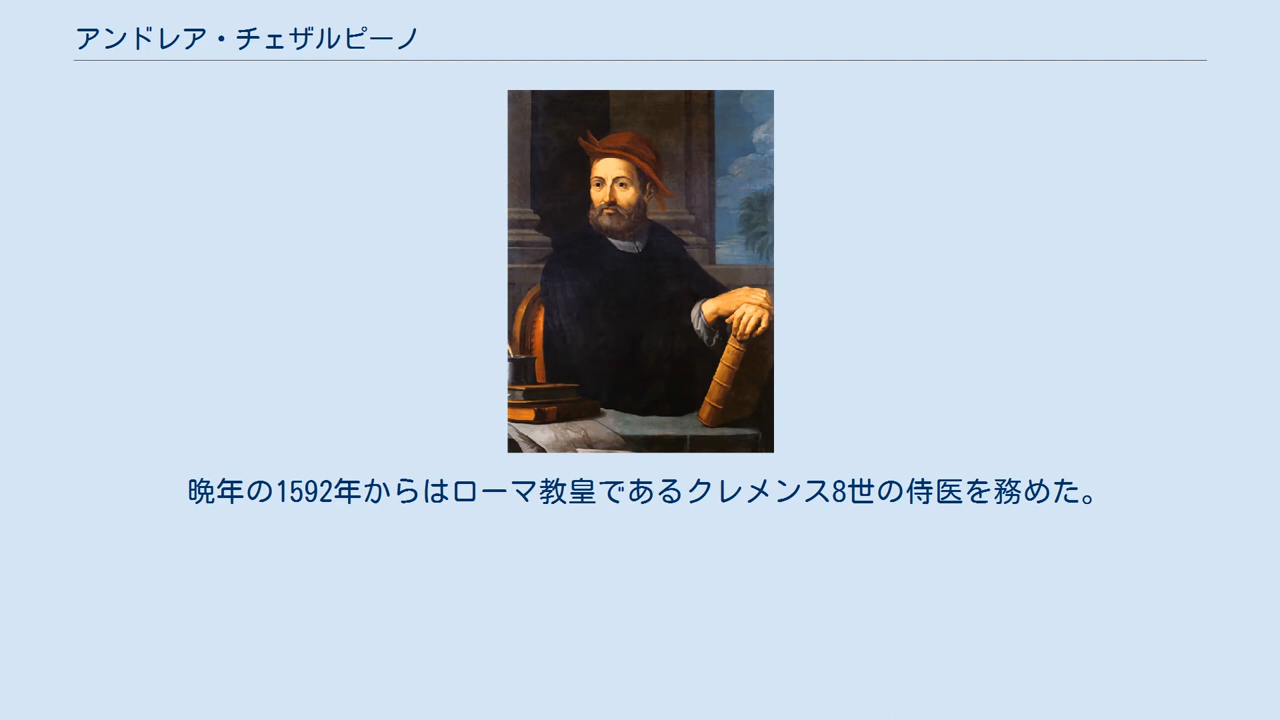 アンドレア・チェザルピーノ
晩年の1592年からはローマ教皇であるクレメンス8世の侍医を務めた。